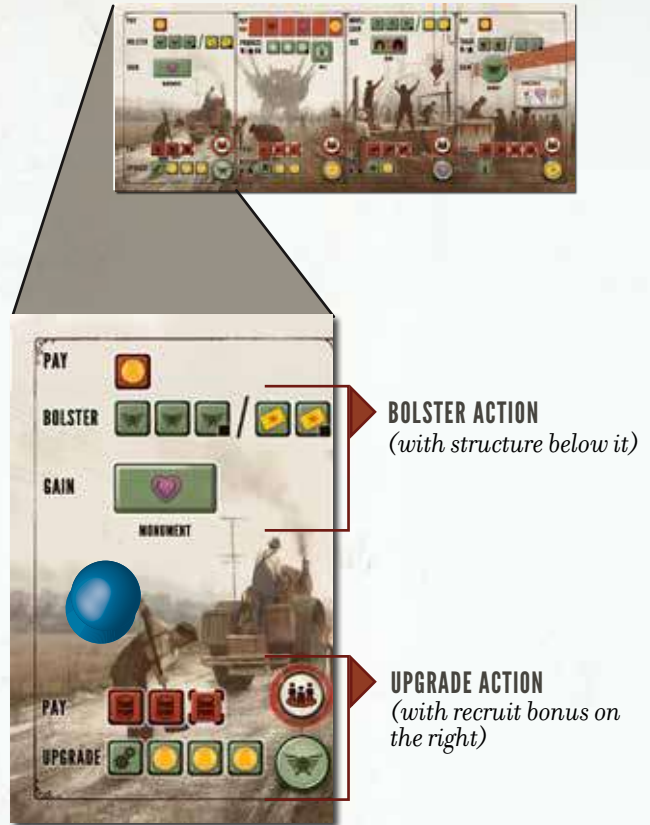 PAY
BOLSTER /
GAIN
MONUMENT
PAY
UPGRADE
BOLSTER ACTION
(with structure below it)
UPGRADE ACTION
(with recruit bonus on
the right)